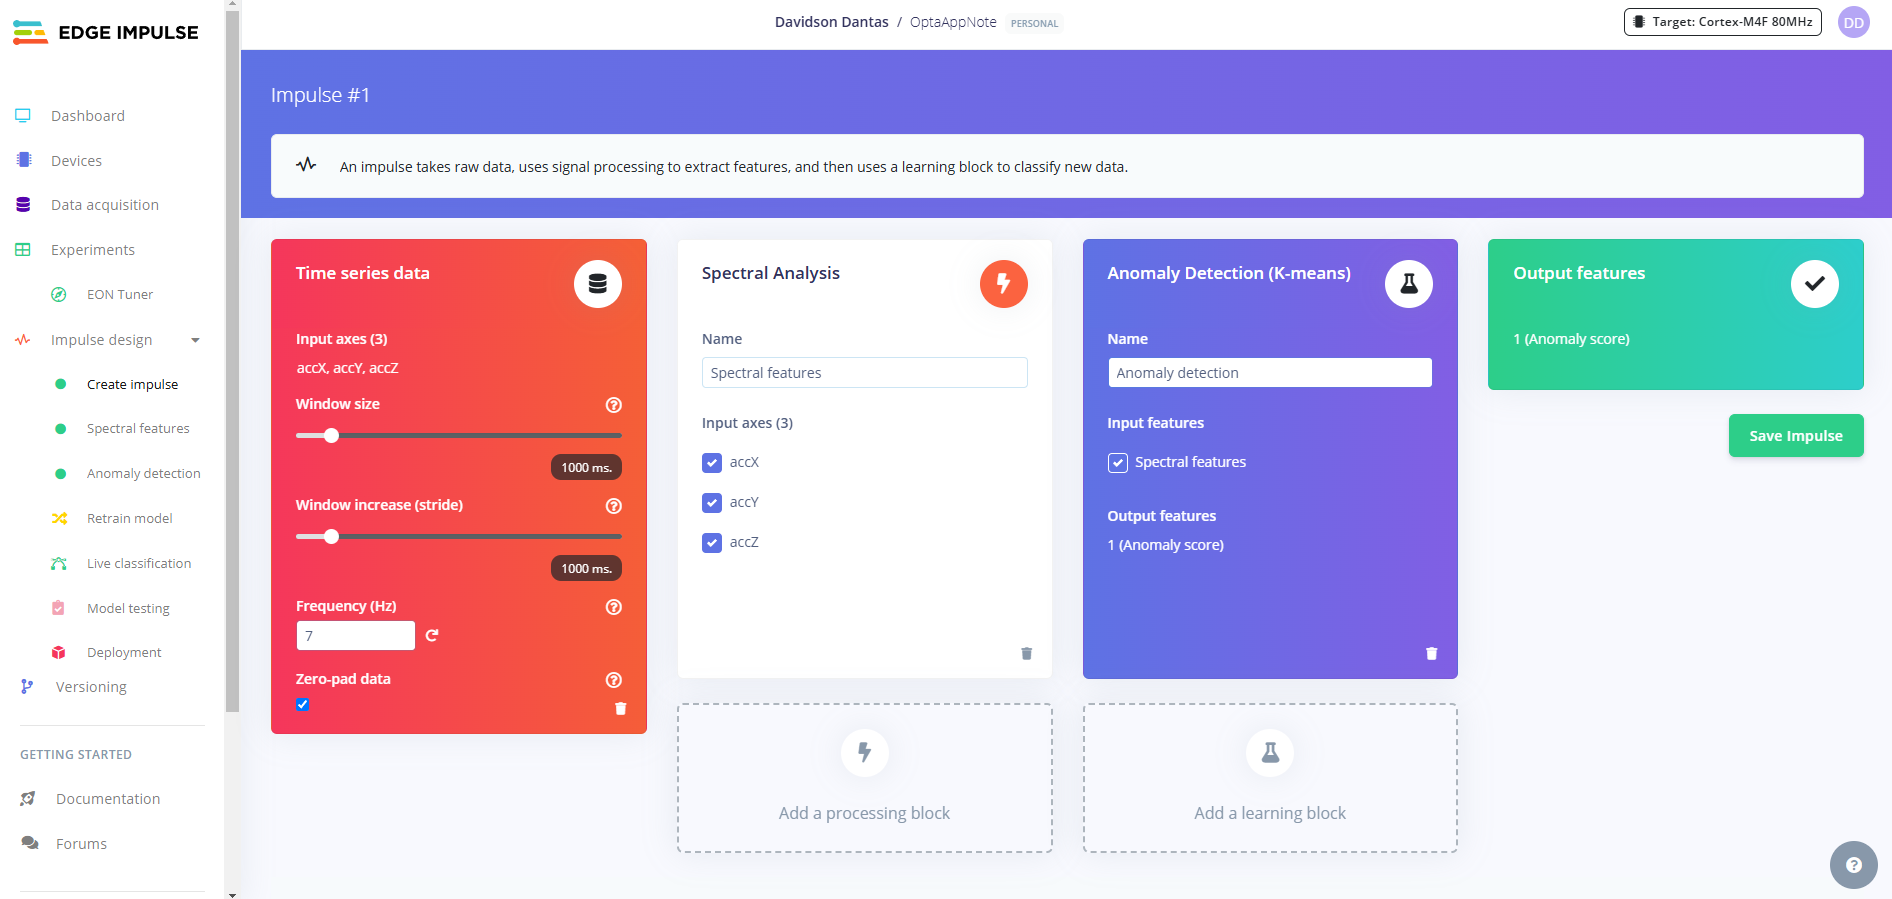 EDGE IMPULSE
Davidson Dantas / OptaAppNote PERSONAL
Target: Cortex-M4F 80MHz
DD
Dashboard
Devices
Data acquisition
Experiments
EON Tuner
Impulse design
Create impulse
Spectral features
Anomaly detection
Retrain model
Live classification
Model testing
Deployment
Versioning
GETTING STARTED
Documentation
Forums
Impulse #1
An impulse takes raw data, uses signal processing to extract features, and then uses a learning block to classify new data.
Time series data
Input axes (3)
accX, accY, accZ
Window size
?
1000 ms.
Window increase (stride)
?
1000 ms.
Frequency (Hz)
?
7
Zero-pad data
?
Spectral Analysis
Name
Spectral features
Input axes (3)
accX
accY
accZ
Add a processing block
Anomaly Detection (K-means)
Name
Anomaly detection
Input features
Spectral features
Output features
1 (Anomaly score)
Add a learning block
Output features
1 (Anomaly score)
Save Impulse
?